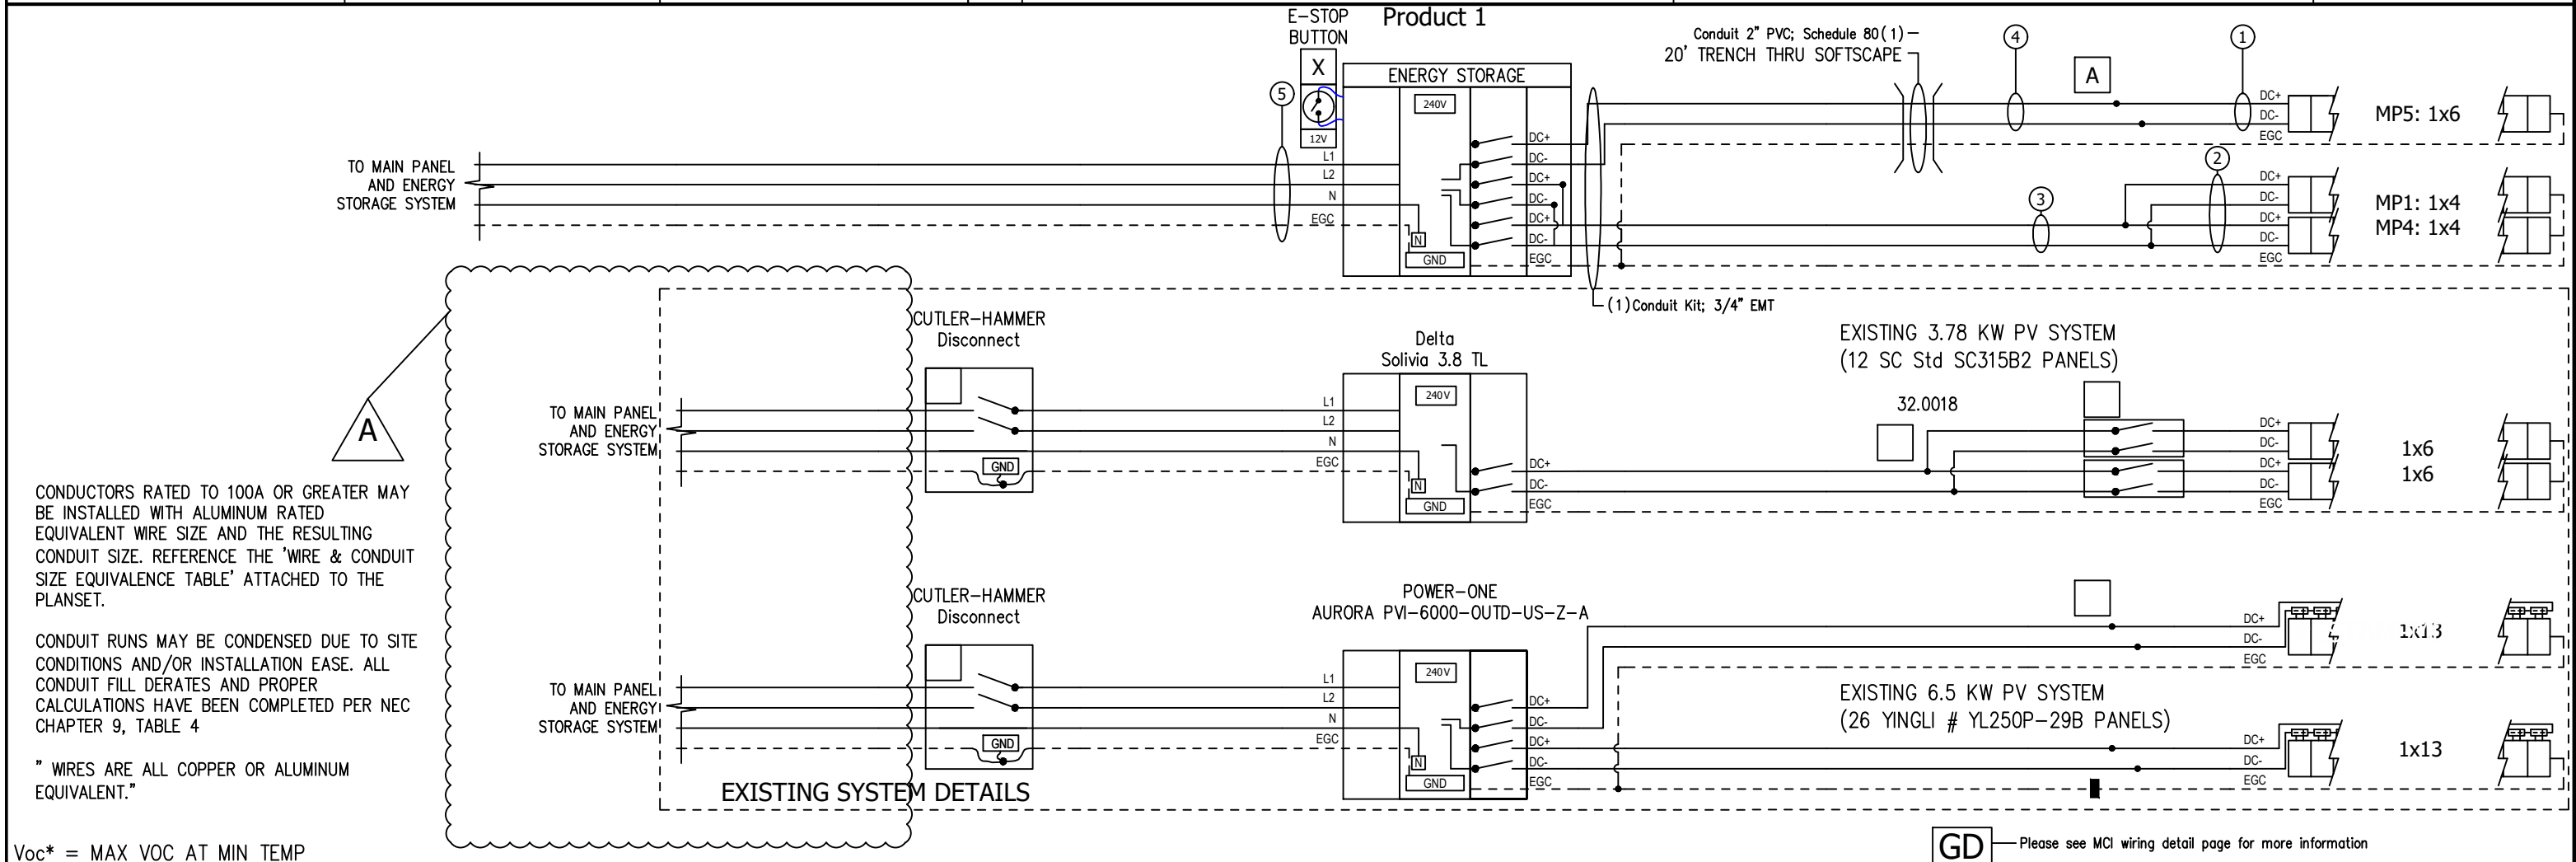 E-STOP
BUTTON
Product 1
X
12V
ENERGY STORAGE
240V
Conduit 2" PVC; Schedule 80(1)
20' TRENCH THRU SOFTSCAPE
4
1
A
5
TO MAIN PANEL
AND ENERGY
STORAGE SYSTEM
L1
L2
N
EGC
N
GND
DC+
DC-
DC+
DC-
DC+
DC-
EGC
DC+
DC-
EGC
MP5: 1x6
2
3
DC+
DC-
DC+
DC-
EGC
MP1: 1x4
MP4: 1x4
(1)Conduit Kit; 3/4" EMT
CUTLER-HAMMER
Disconnect
Delta
Solivia 3.8 TL
EXISTING 3.78 KW PV SYSTEM
(12 SC Std SC315B2 PANELS)
32.0018
A
TO MAIN PANEL
AND ENERGY
STORAGE SYSTEM
GND
L1
L2
N
EGC
240V
N
GND
DC+
DC-
EGC
DC+
DC-
DC+
DC-
EGC
1x6
1x6
CONDUCTORS RATED TO 100A OR GREATER MAY
BE INSTALLED WITH ALUMINUM RATED
EQUIVALENT WIRE SIZE AND THE RESULTING
CONDUIT SIZE. REFERENCE THE 'WIRE & CONDUIT
SIZE EQUIVALENCE TABLE' ATTACHED TO THE
PLANSET.
CONDUIT RUNS MAY BE CONDENSED DUE TO SITE
CONDITIONS AND/OR INSTALLATION EASE. ALL
CONDUIT FILL DERATES AND PROPER
CALCULATIONS HAVE BEEN COMPLETED PER NEC
CHAPTER 9, TABLE 4
" WIRES ARE ALL COPPER OR ALUMINUM
EQUIVALENT."
Voc* = MAX VOC AT MIN TEMP
CUTLER-HAMMER
Disconnect
POWER-ONE
AURORA PVI-6000-OUTD-US-Z-A
TO MAIN PANEL
AND ENERGY
STORAGE SYSTEM
GND
L1
L2
N
EGC
240V
N
GND
DC+
DC-
DC+
DC-
EGC
DC+
DC-
EGC
1x13
EXISTING 6.5 KW PV SYSTEM
(26 YINGLI # YL250P-29B PANELS)
DC+
DC-
EGC
1x13
EXISTING SYSTEM DETAILS
GD
Please see MCI wiring detail page for more information